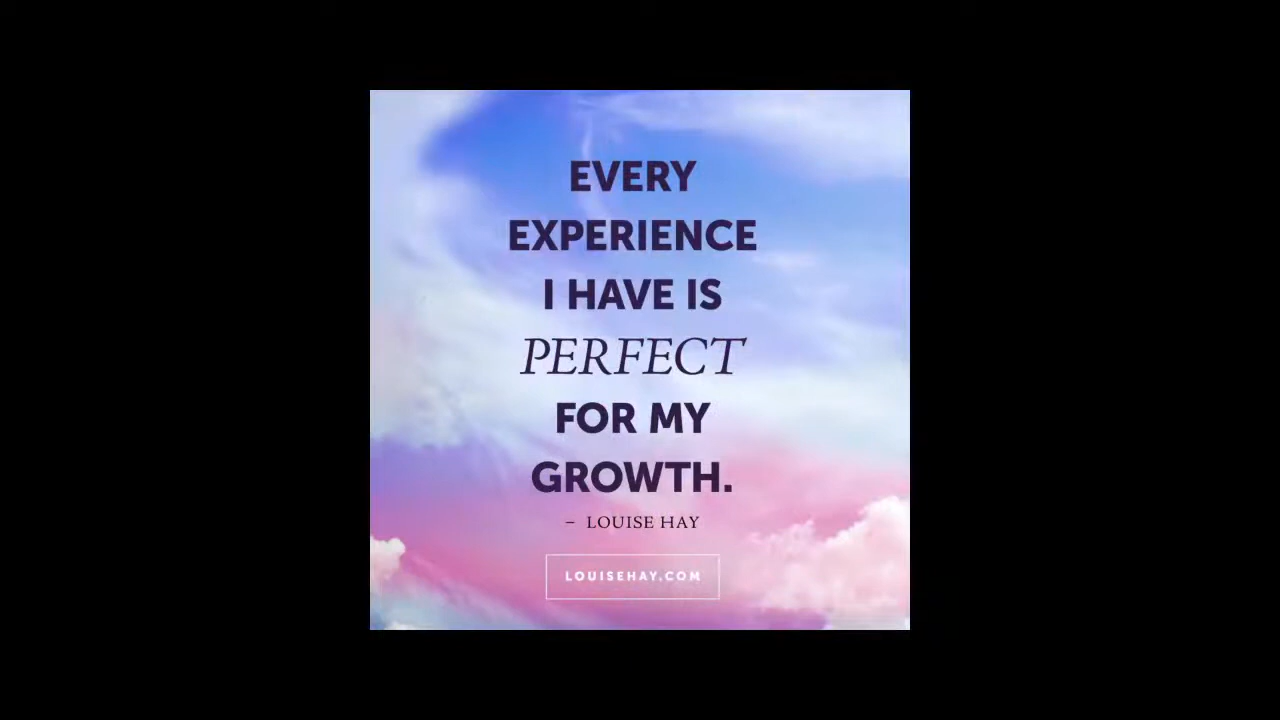 EVERY
EXPERIENCE
I HAVE IS
PERFECT
FOR MY
GROWTH.
– LOUISE HAY
LOUISEHAY.COM